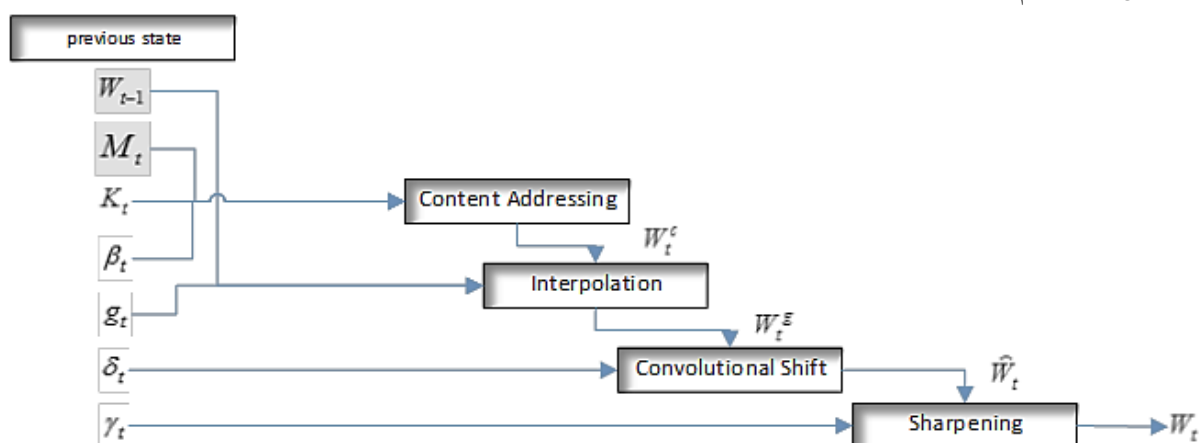 previous state
W_{t-1}
M_t
K_t
Content Addressing
W_t^c
β_t
Interpolation
g_t
W_t^g
δ_t
Convolutional Shift
Ŵ_t
γ_t
Sharpening
W_t